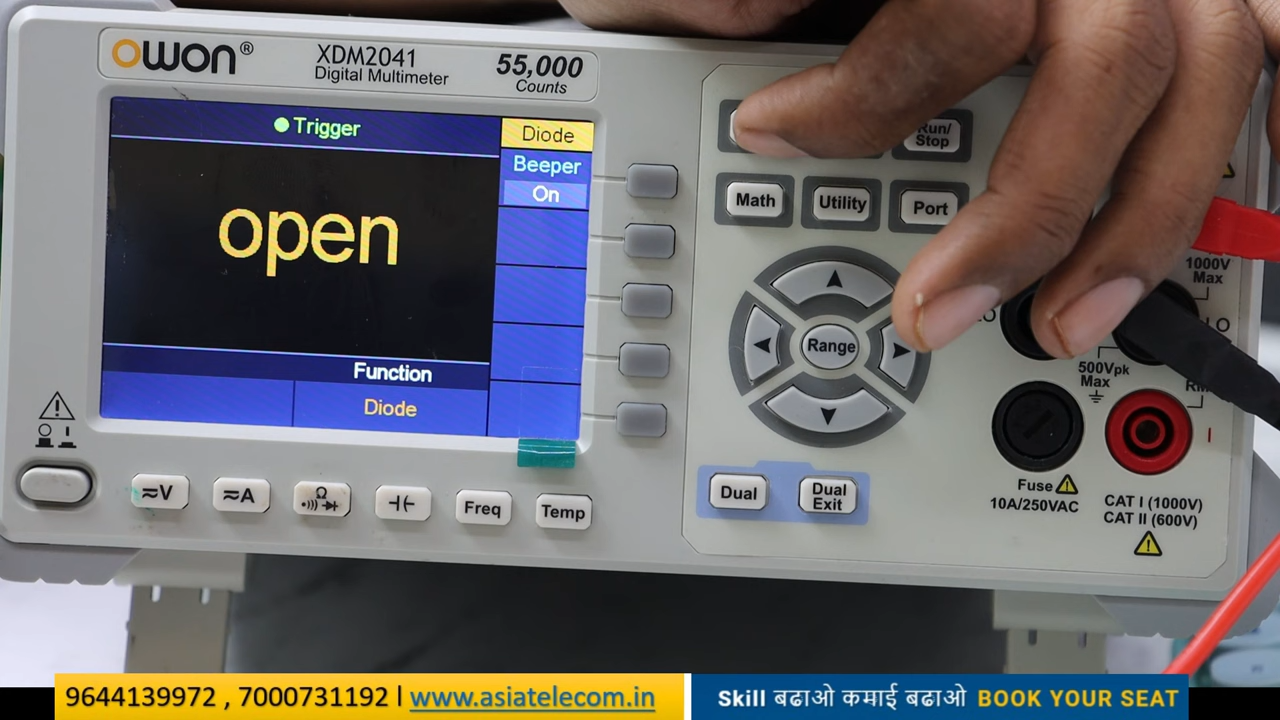 OWON®
XDM2041
Digital Multimeter
55,000
Counts
Trigger
Diode
Beeper
On
open
Function
Diode
Run/
Stop
Math
Utility
Port
Range
1000V
Max
LO
500Vpk
Max
I
Fuse
10A/250VAC
CAT I (1000V)
CAT II (600V)
Dual
Dual
Exit
≂V
≂A
Ω
Freq
Temp
9644139972 , 7000731192 l www.asiatelecom.in
Skill बढाओ कमाई बढाओ BOOK YOUR SEAT